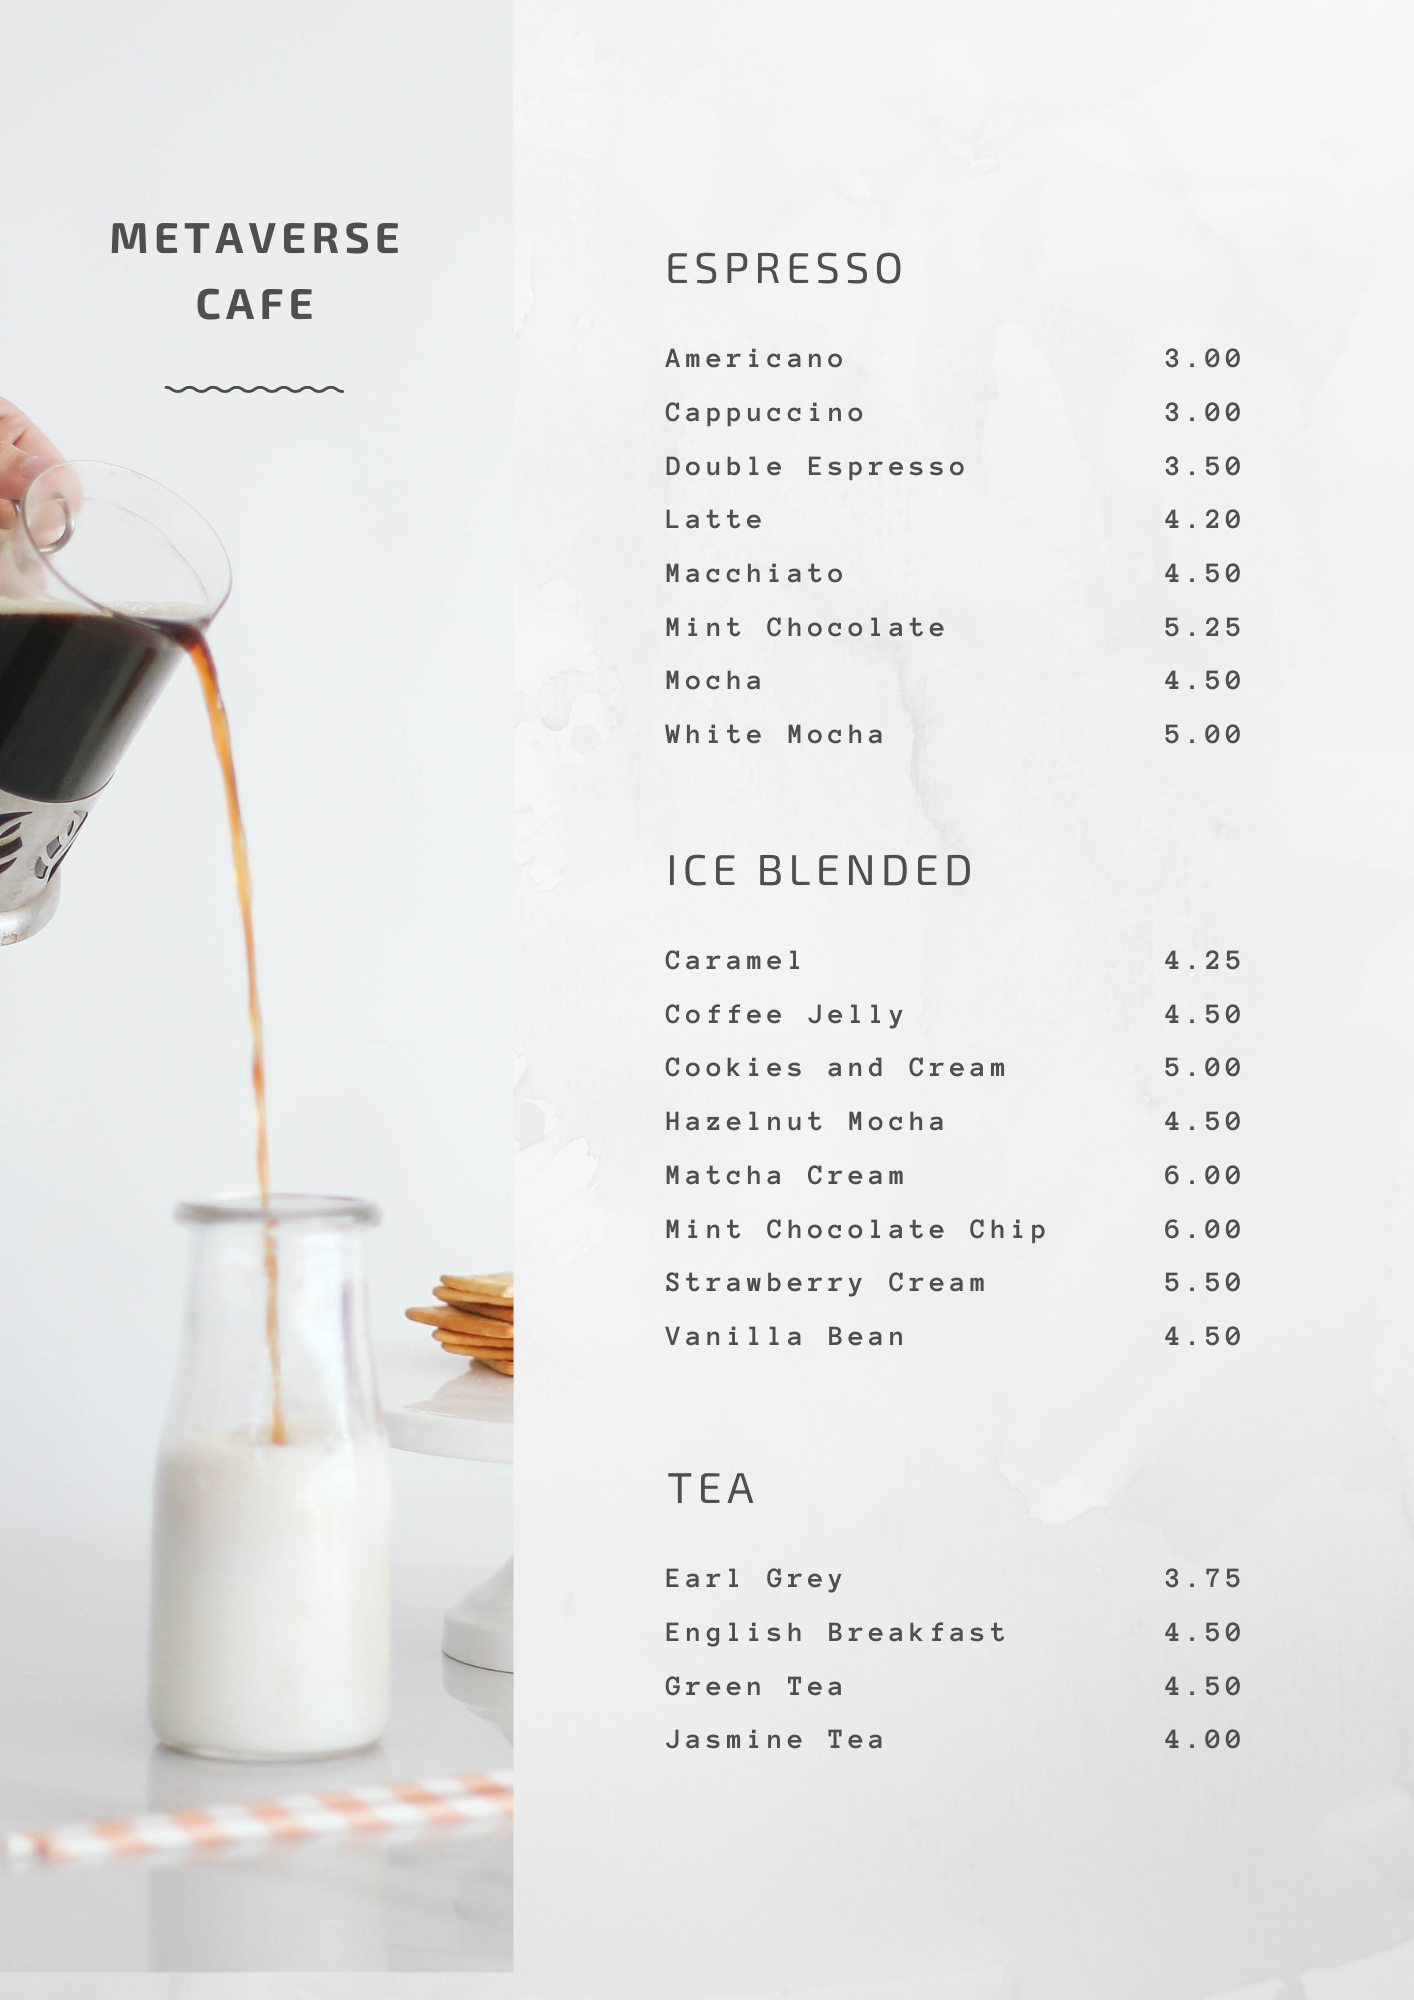 METAVERSE
CAFE
ESPRESSO
Americano 3.00
Cappuccino 3.00
Double Espresso 3.50
Latte 4.20
Macchiato 4.50
Mint Chocolate 5.25
Mocha 4.50
White Mocha 5.00
ICE BLENDED
Caramel 4.25
Coffee Jelly 4.50
Cookies and Cream 5.00
Hazelnut Mocha 4.50
Matcha Cream 6.00
Mint Chocolate Chip 6.00
Strawberry Cream 5.50
Vanilla Bean 4.50
TEA
Earl Grey 3.75
English Breakfast 4.50
Green Tea 4.50
Jasmine Tea 4.00